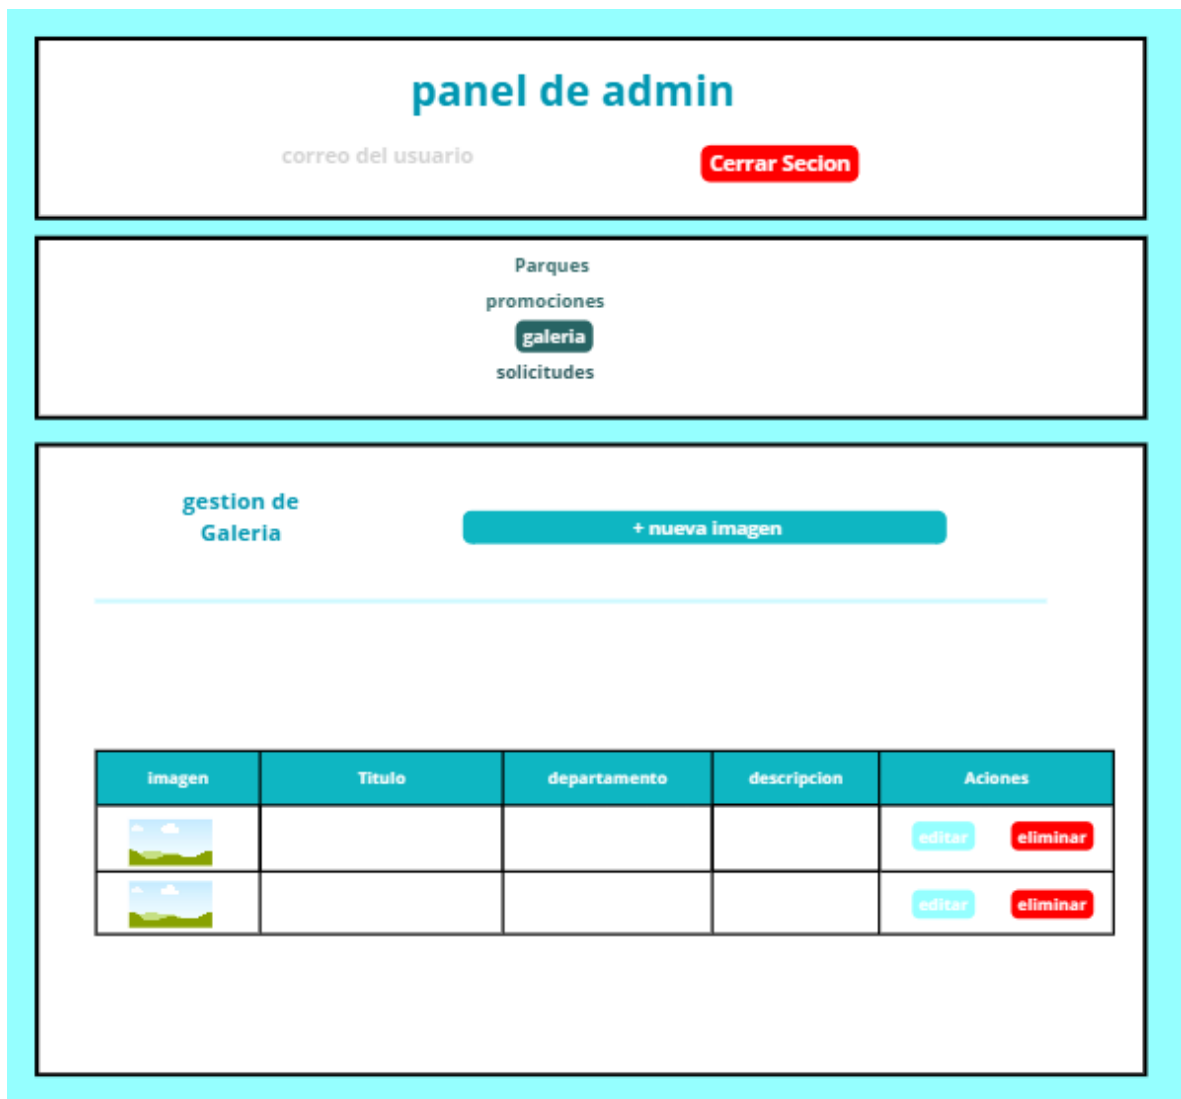 panel de admin
correo del usuario
Cerrar Secion
Parques
promociones
galeria
solicitudes
gestion de
Galeria
+ nueva imagen
imagen Titulo departamento descripcion Aciones
editar eliminar
editar eliminar